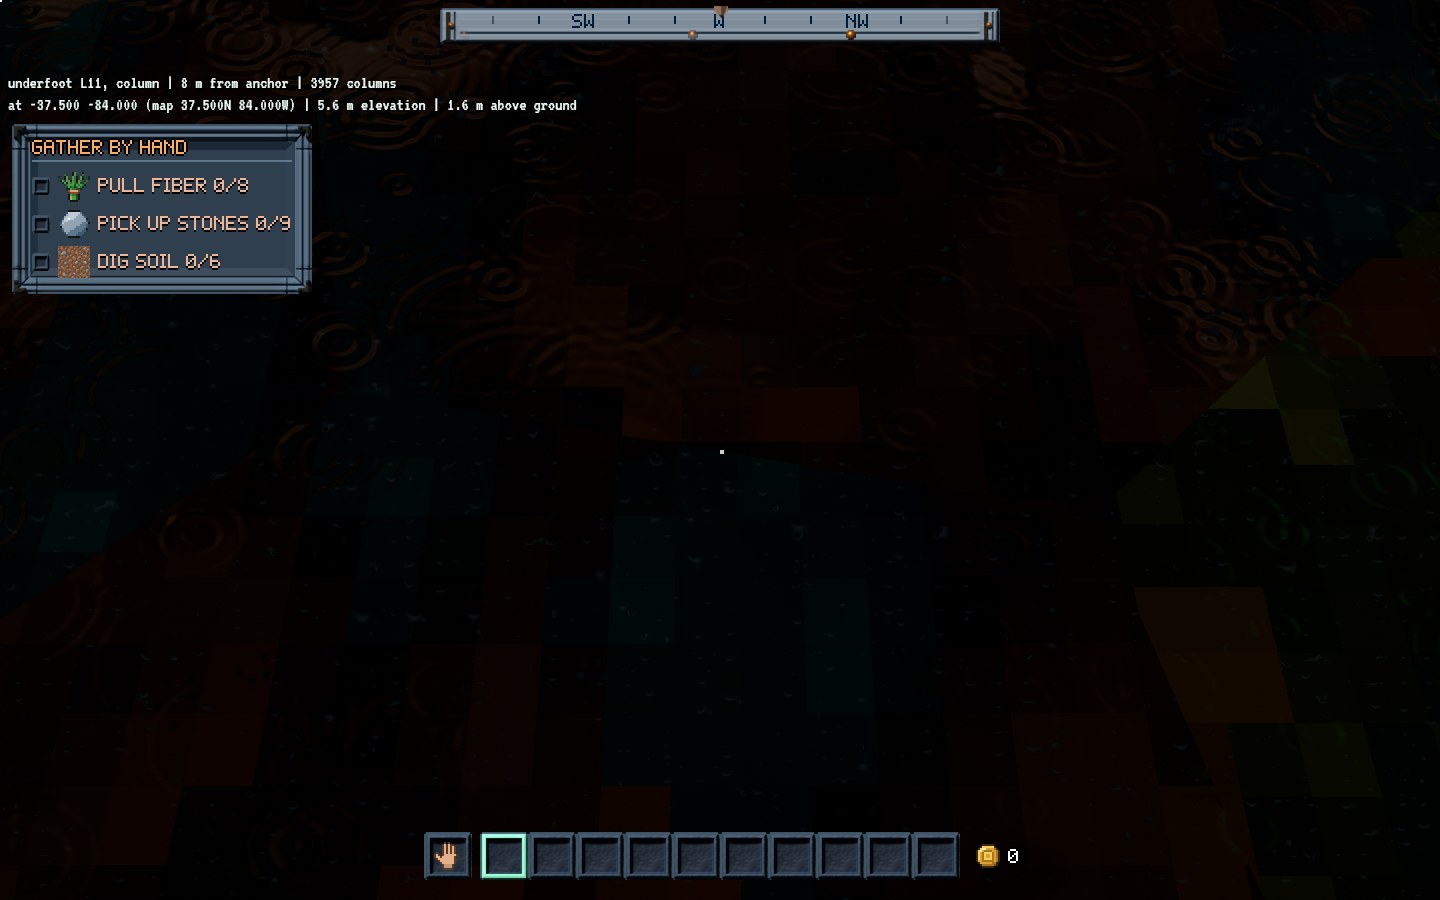 SW W NW
underfoot L11, column | 8 m from anchor | 3957 columns
at -37.500 -84.000 (map 37.500N 84.000W) | 5.6 m elevation | 1.6 m above ground
GATHER BY HAND
PULL FIBER 0/8
PICK UP STONES 0/9
DIG SOIL 0/6
0